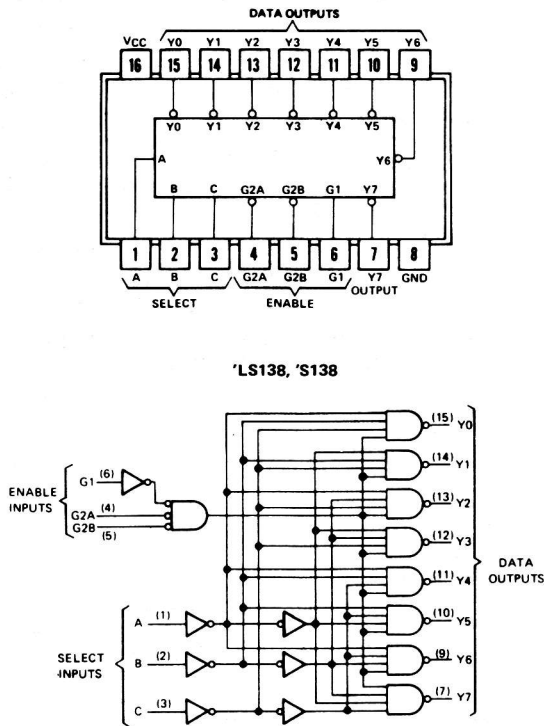 DATA OUTPUTS
VCC Y0 Y1 Y2 Y3 Y4 Y5 Y6
16 15 14 13 12 11 10 9
Y0 Y1 Y2 Y3 Y4 Y5
A Y6
B C G2A G2B G1 Y7
1 2 3 4 5 6 7 8
A B C G2A G2B G1 Y7 GND
SELECT ENABLE OUTPUT
'LS138, 'S138
(15) Y0
(14) Y1
(13) Y2
(12) Y3
(11) Y4
(10) Y5
(9) Y6
(7) Y7
DATA OUTPUTS
ENABLE INPUTS
G1 (6)
G2A (4)
G2B (5)
SELECT INPUTS
A (1)
B (2)
C (3)